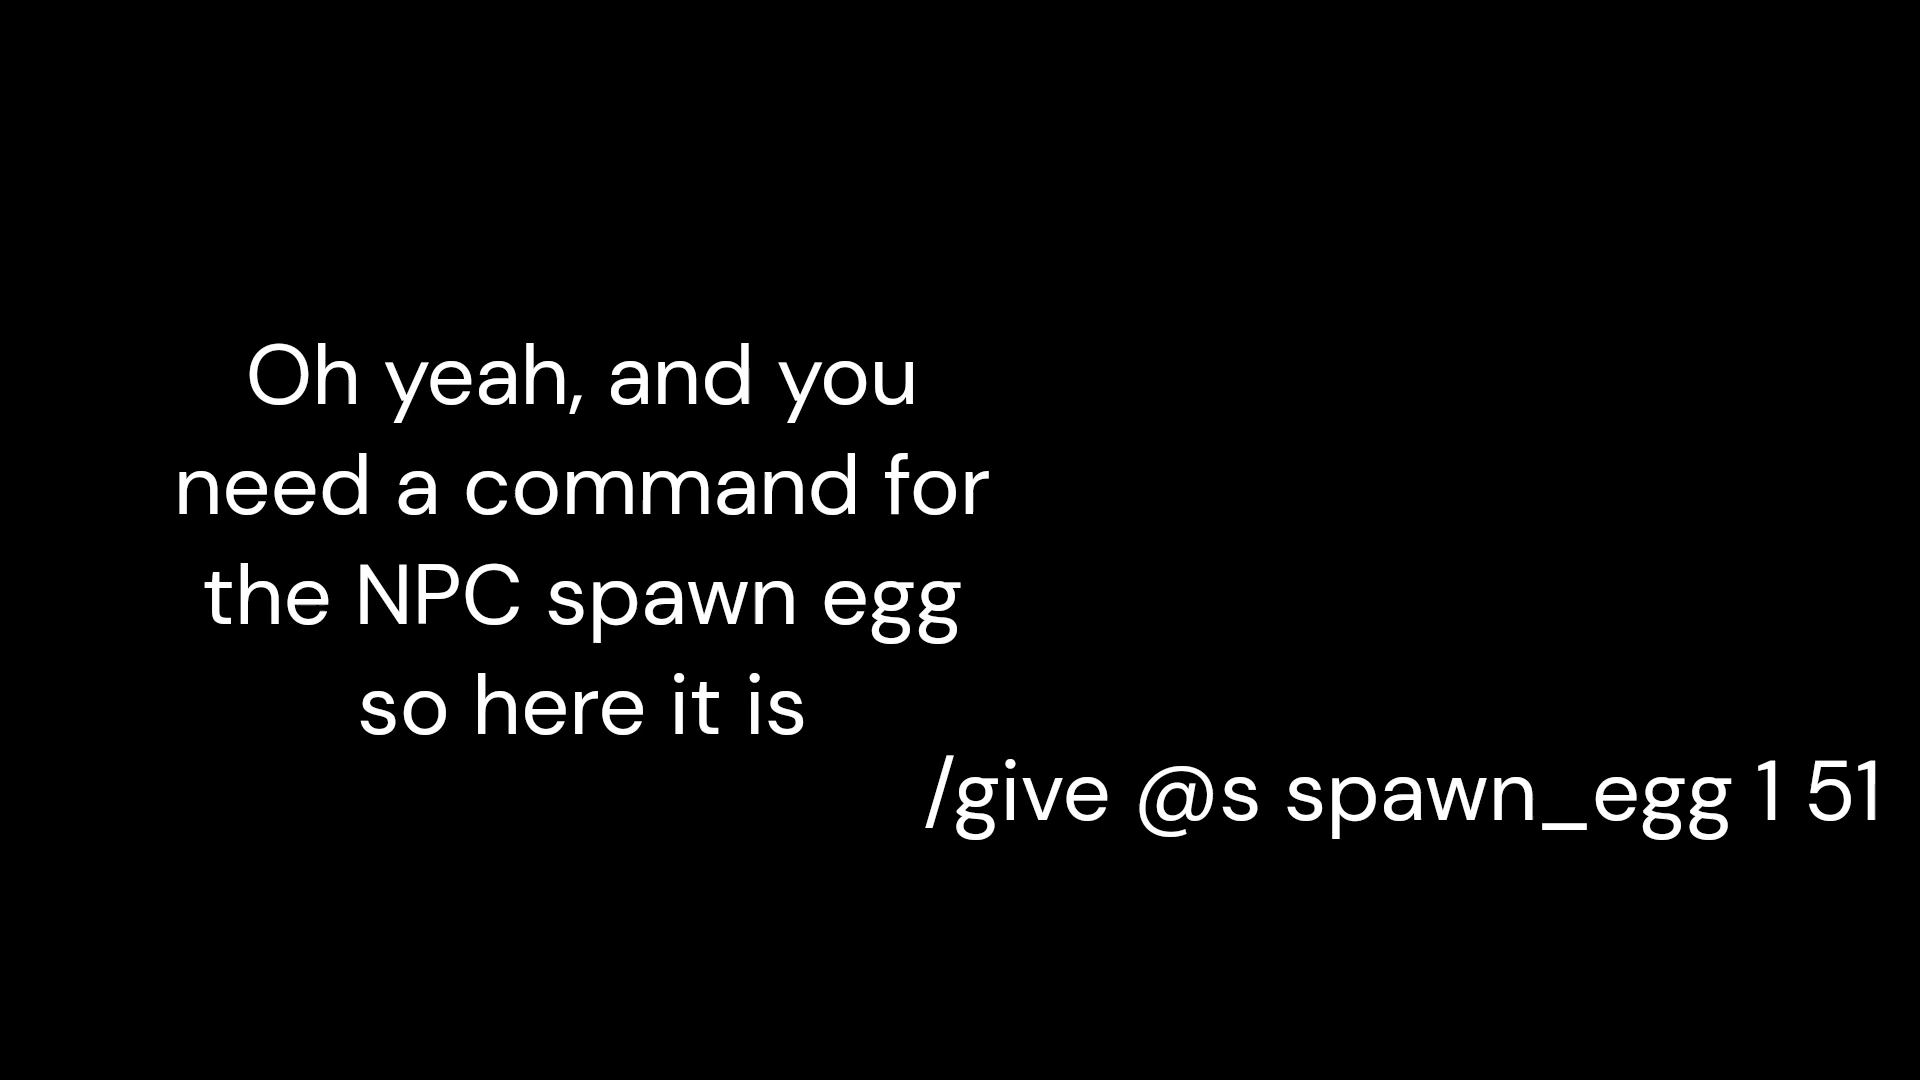 Oh yeah, and you
need a command for
the NPC spawn egg
so here it is
/give @s spawn_egg 1 51